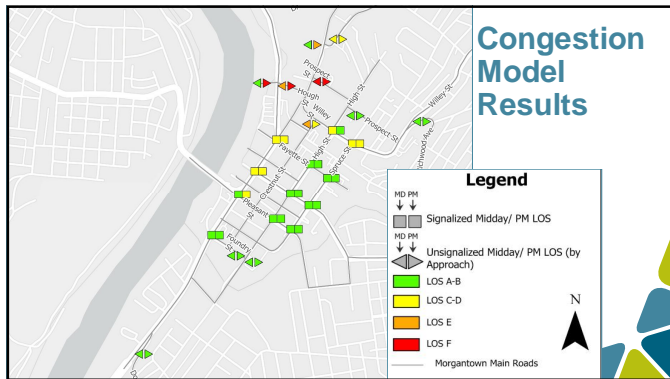 Congestion
Model
Results
Prospect
St
High St
Hough
St
Willey
St
Willey St
Prospect St
Fayette St
High St
Spruce St
Chestnut St
Pleasant
St
Foundry
St
Legend
MD PM
Signalized Midday/ PM LOS
MD PM
Unsignalized Midday/ PM LOS (by
Approach)
LOS A-B
LOS C-D
LOS E
LOS F
Morgantown Main Roads
N